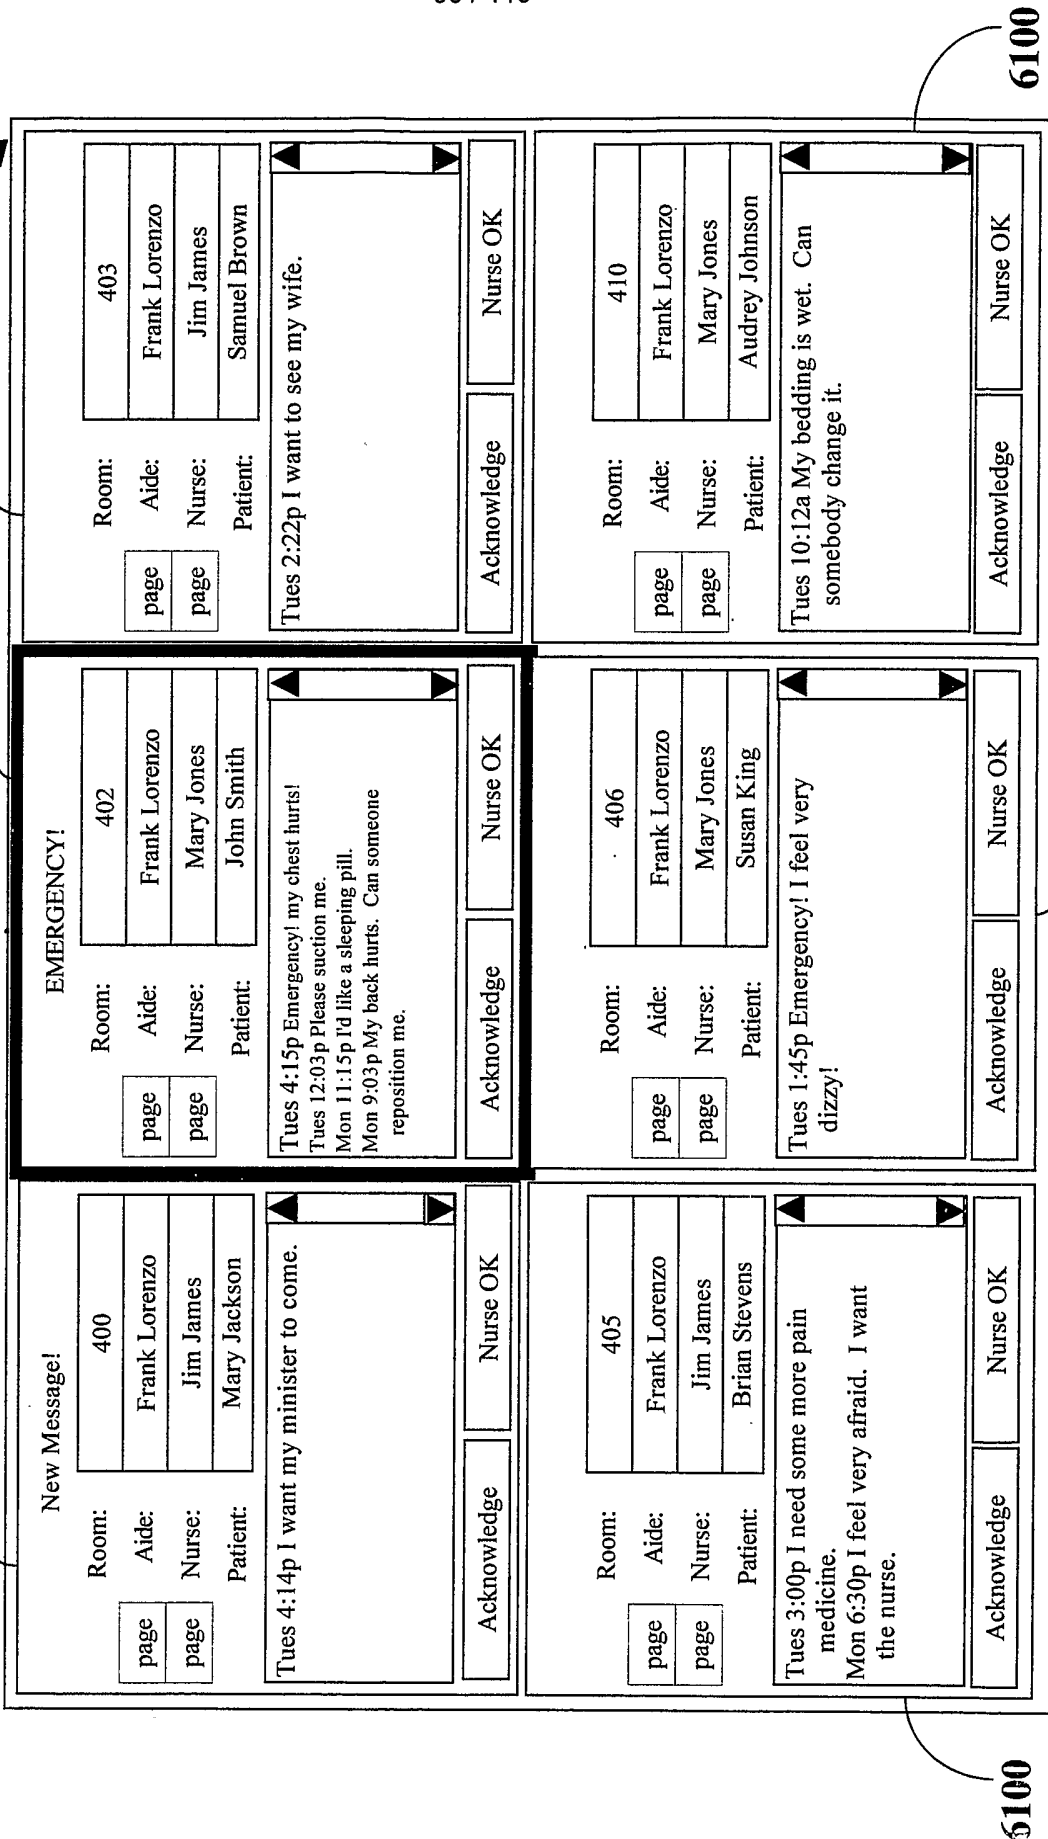 New Message!
Room: 400
page Aide: Frank Lorenzo
page Nurse: Jim James
Patient: Mary Jackson
Tues 4:14p I want my minister to come.
Acknowledge Nurse OK
EMERGENCY!
Room: 402
page Aide: Frank Lorenzo
page Nurse: Mary Jones
Patient: John Smith
Tues 4:15p Emergency! my chest hurts!
Tues 12:03p Please suction me.
Mon 11:15p I'd like a sleeping pill.
Mon 9:03p My back hurts. Can someone
reposition me.
Acknowledge Nurse OK
Room: 403
page Aide: Frank Lorenzo
page Nurse: Jim James
Patient: Samuel Brown
Tues 2:22p I want to see my wife.
Acknowledge Nurse OK
Room: 405
page Aide: Frank Lorenzo
page Nurse: Jim James
Patient: Brian Stevens
Tues 3:00p I need some more pain
medicine.
Mon 6:30p I feel very afraid. I want
the nurse.
Acknowledge Nurse OK
Room: 406
page Aide: Frank Lorenzo
page Nurse: Mary Jones
Patient: Susan King
Tues 1:45p Emergency! I feel very
dizzy!
Acknowledge Nurse OK
Room: 410
page Aide: Frank Lorenzo
page Nurse: Mary Jones
Patient: Audrey Johnson
Tues 10:12a My bedding is wet. Can
somebody change it.
Acknowledge Nurse OK
6100
6100